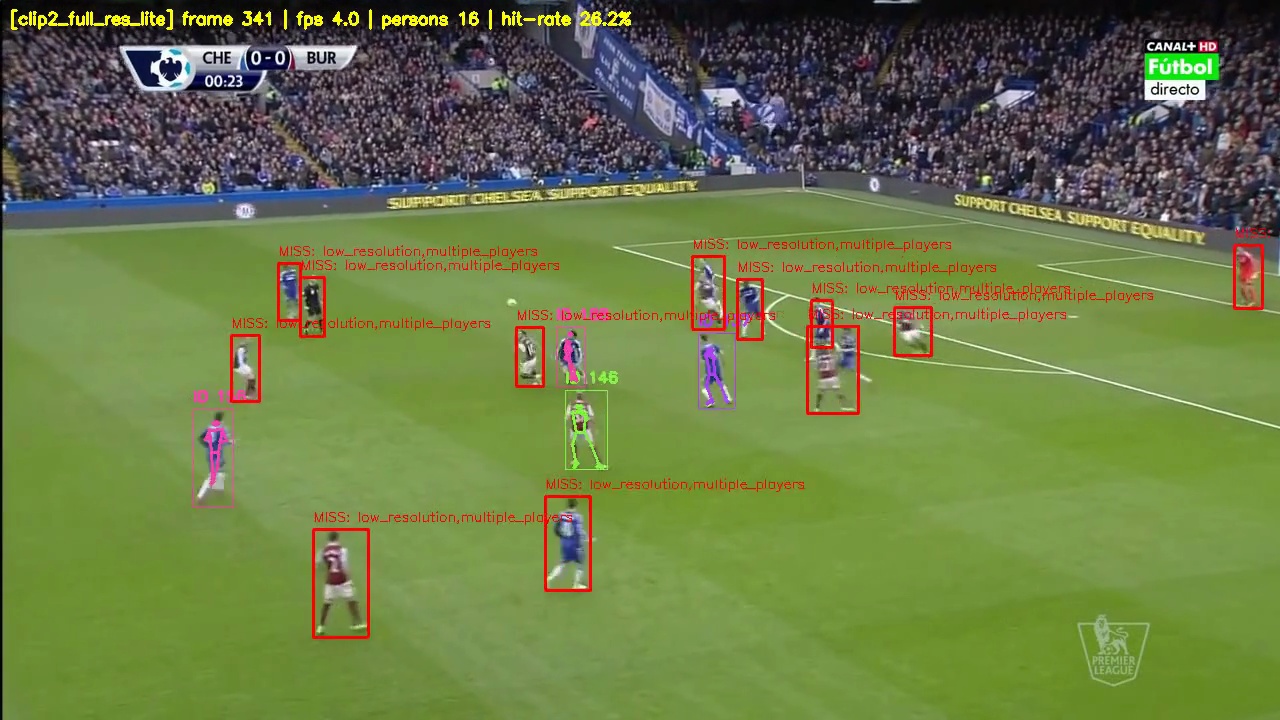 [clip2_full_res_lite] frame 341 | fps 4.0 | persons 16 | hit-rate 26.2%
CHE 0-0 BUR
00:23
CANAL+ HD
Fútbol
directo
SUPPORT CHELSEA. SUPPORT EQUALITY
SUPPORT CHELSEA. SUPPORT EQUALITY.
MISS:
MISS: low_resolution,multiple_players
MISS: low_resolution,multiple_players
MISS: low_resolution,multiple_players
MISS: low_resolution,multiple_players
MISS: low_resolution,multiple_players
MISS: low_resolution,multiple_players
MISS: low_resolution,multiple_players
MISS: low_resolution,multiple_players
MISS: low_resolution,multiple_players
ID 146
MISS: low_resolution,multiple_players
MISS: low_resolution,multiple_players
PREMIER
LEAGUE